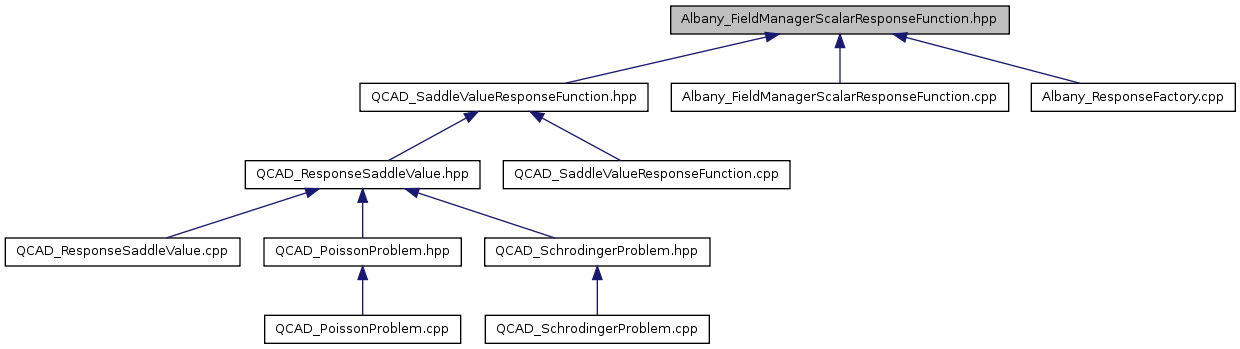 Albany_FieldManagerScalarResponseFunction.hpp
QCAD_SaddleValueResponseFunction.hpp
Albany_FieldManagerScalarResponseFunction.cpp
Albany_ResponseFactory.cpp
QCAD_ResponseSaddleValue.hpp
QCAD_SaddleValueResponseFunction.cpp
QCAD_ResponseSaddleValue.cpp
QCAD_PoissonProblem.hpp
QCAD_SchrodingerProblem.hpp
QCAD_PoissonProblem.cpp
QCAD_SchrodingerProblem.cpp